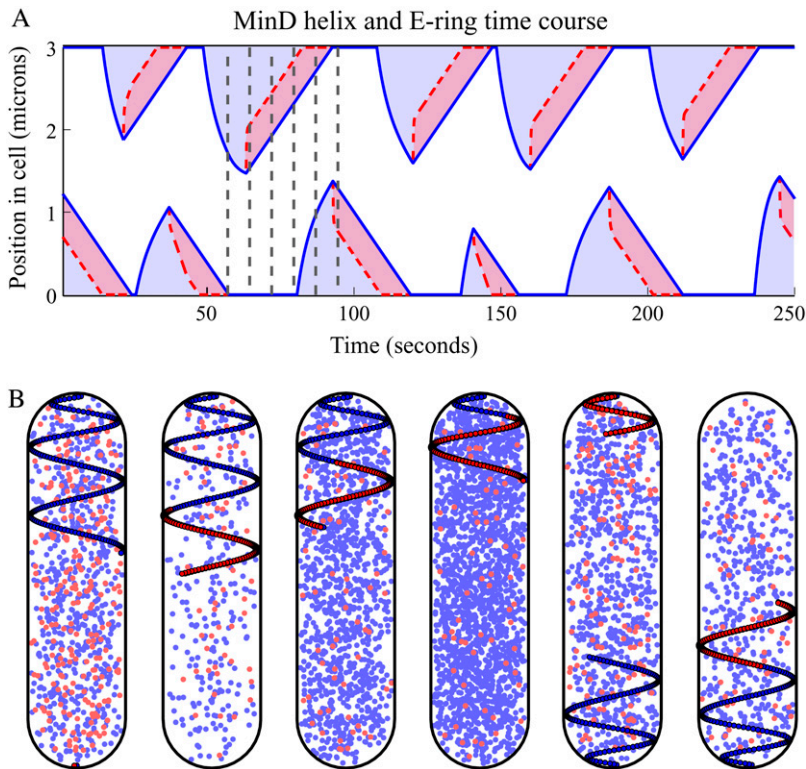 A
MinD helix and E-ring time course
Position in cell (microns)
3
2
1
0
50
100
150
200
250
Time (seconds)
B